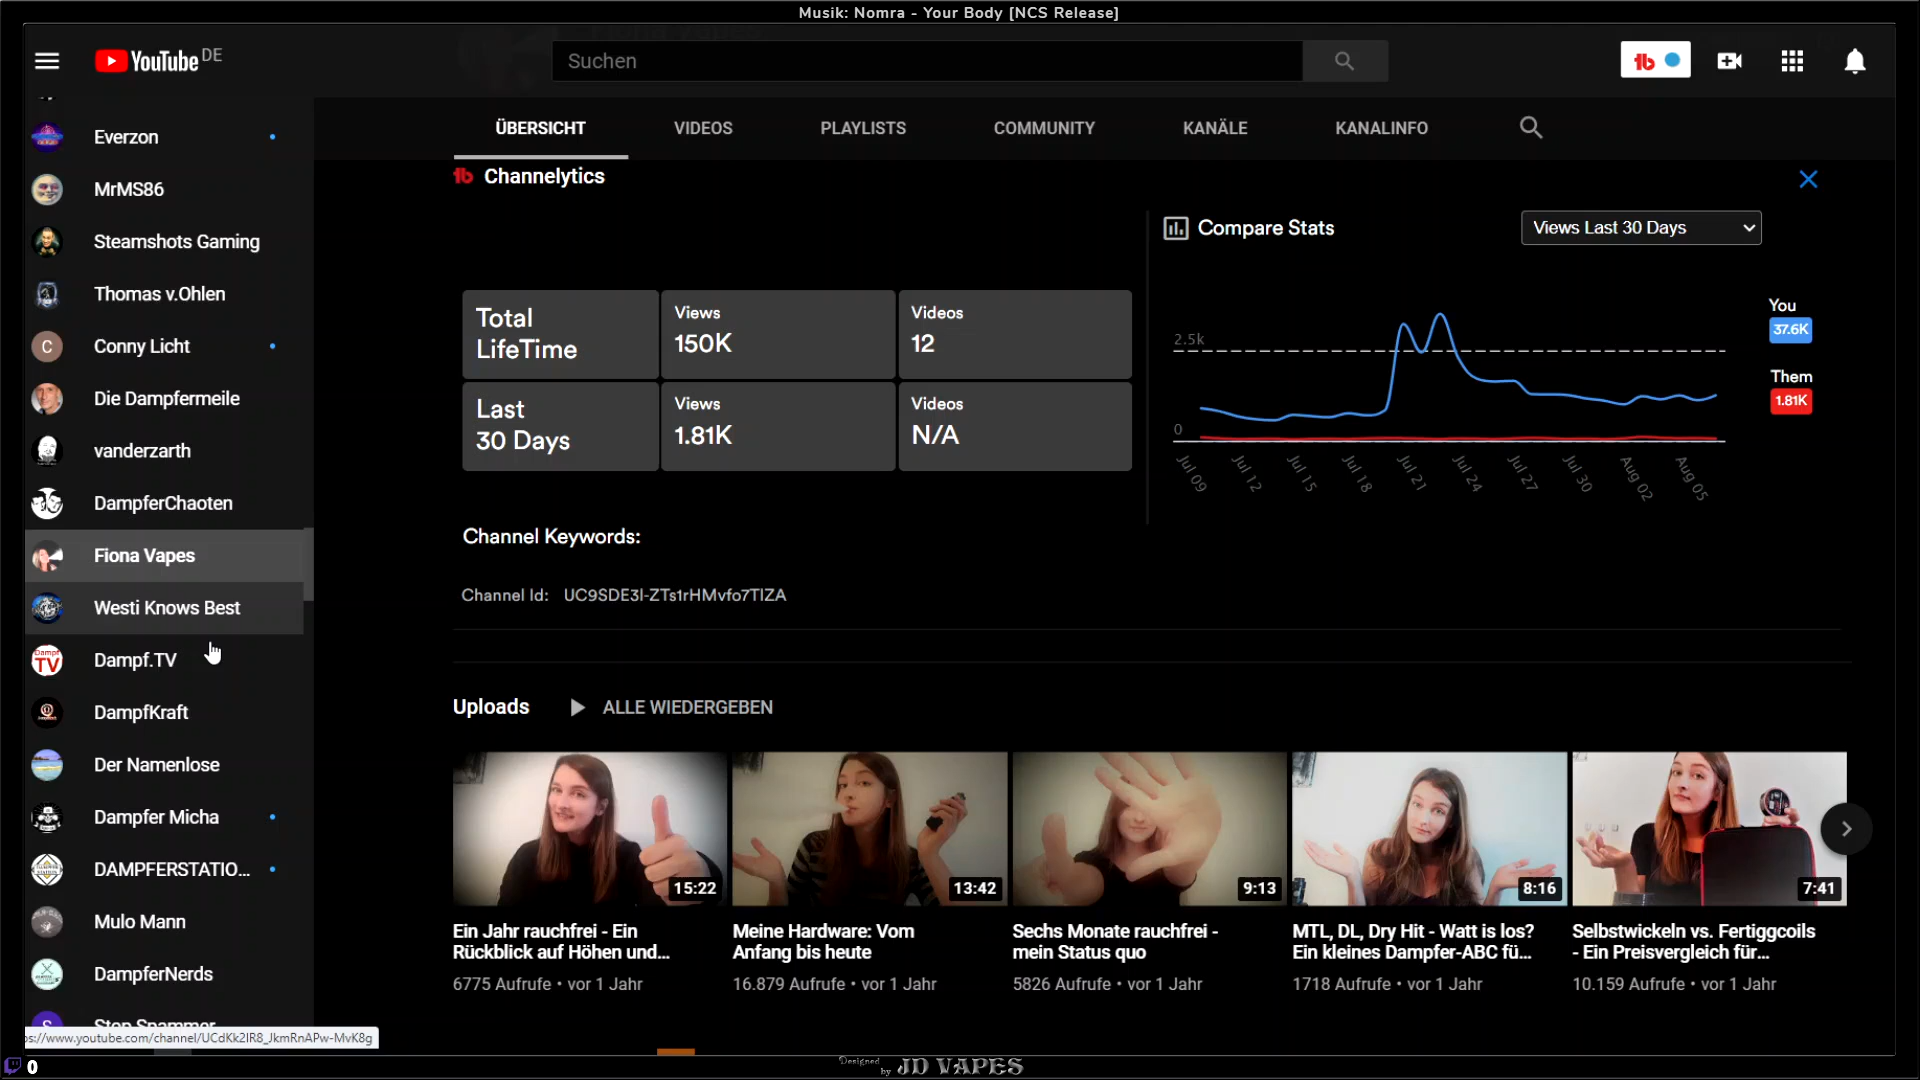 Musik: Nomra - Your Body [NCS Release]
YouTube DE
Suchen
Everzon
MrMS86
Steamshots Gaming
Thomas v.Ohlen
C Conny Licht
Die Dampfermeile
vanderzarth
DampferChaoten
Fiona Vapes
Westi Knows Best
Dampf.TV
DampfKraft
Der Namenlose
Dampfer Micha
DAMPFERSTATIO...
Mulo Mann
DampferNerds
Stop Spammer
s://www.youtube.com/channel/UCdKk2IR8_JkmRnAPw-MvK8g
ÜBERSICHT VIDEOS PLAYLISTS COMMUNITY KANÄLE KANALINFO
Channelytics
Total
LifeTime
Views
150K
Videos
12
Last
30 Days
Views
1.81K
Videos
N/A
Compare Stats
Views Last 30 Days
2.5k
0
Jul 09 Jul 12 Jul 15 Jul 18 Jul 21 Jul 24 Jul 27 Jul 30 Aug 02 Aug 05
You
37.6K
Them
1.81K
Channel Keywords:
Channel Id: UC9SDE3I-ZTs1rHMvfo7TIZA
Uploads ALLE WIEDERGEBEN
15:22
Ein Jahr rauchfrei - Ein
Rückblick auf Höhen und...
6775 Aufrufe • vor 1 Jahr
13:42
Meine Hardware: Vom
Anfang bis heute
16.879 Aufrufe • vor 1 Jahr
9:13
Sechs Monate rauchfrei -
mein Status quo
5826 Aufrufe • vor 1 Jahr
8:16
MTL, DL, Dry Hit - Watt is los?
Ein kleines Dampfer-ABC fü...
1718 Aufrufe • vor 1 Jahr
7:41
Selbstwickeln vs. Fertiggcoils
- Ein Preisvergleich für...
10.159 Aufrufe • vor 1 Jahr
0
Designed by JD VAPES